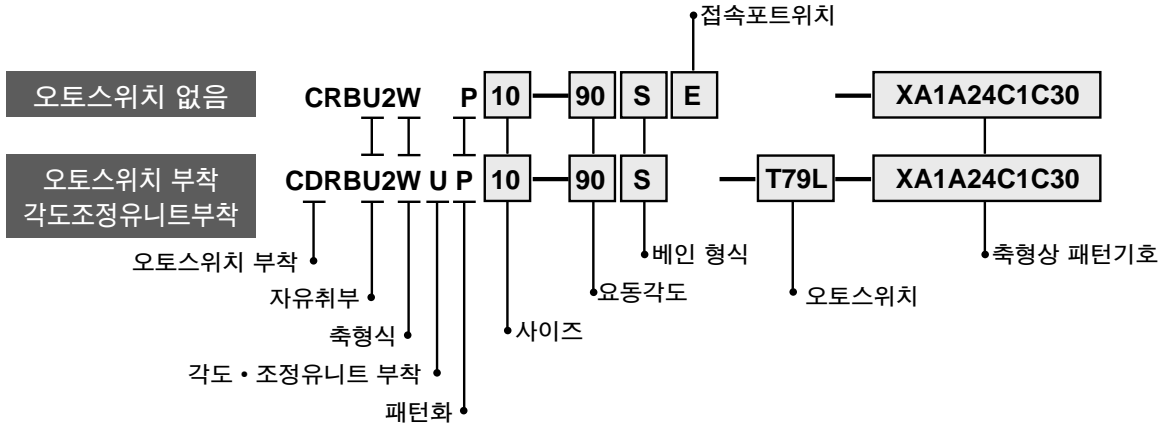 접속포트위치
오토스위치 없음 CRBU2W P 10 — 90 S E — XA1A24C1C30
오토스위치 부착
각도조정유니트부착
CDRBU2W U P 10 — 90 S — T79L — XA1A24C1C30
오토스위치 부착
베인 형식
축형상 패턴기호
자유취부
요동각도
오토스위치
축형식
사이즈
각도 • 조정유니트 부착
패턴화